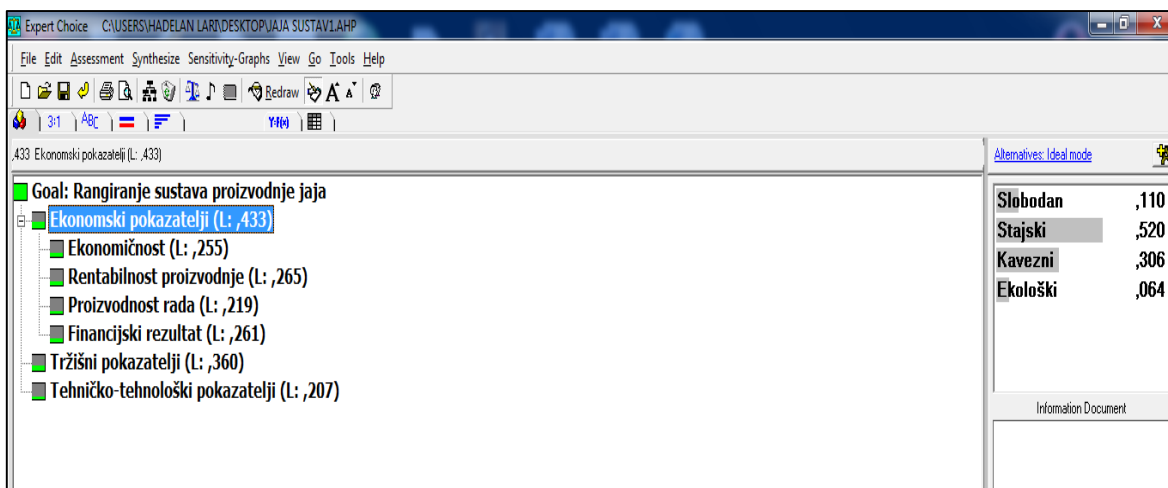 Expert Choice C:\USERS\HADELAN LARI\DESKTOP\JAJA SUSTAV1.AHP
File Edit Assessment Synthesize Sensitivity-Graphs View Go Tools Help
Redraw A A
3:1 ABC Y=f(x)
,433 Ekonomski pokazatelji (L: ,433)
Goal: Rangiranje sustava proizvodnje jaja
Ekonomski pokazatelji (L: ,433)
Ekonomičnost (L: ,255)
Rentabilnost proizvodnje (L: ,265)
Proizvodnost rada (L: ,219)
Financijski rezultat (L: ,261)
Tržišni pokazatelji (L: ,360)
Tehničko-tehnološki pokazatelji (L: ,207)
Alternatives: Ideal mode
Slobodan ,110
Stajski ,520
Kavezni ,306
Ekološki ,064
Information Document